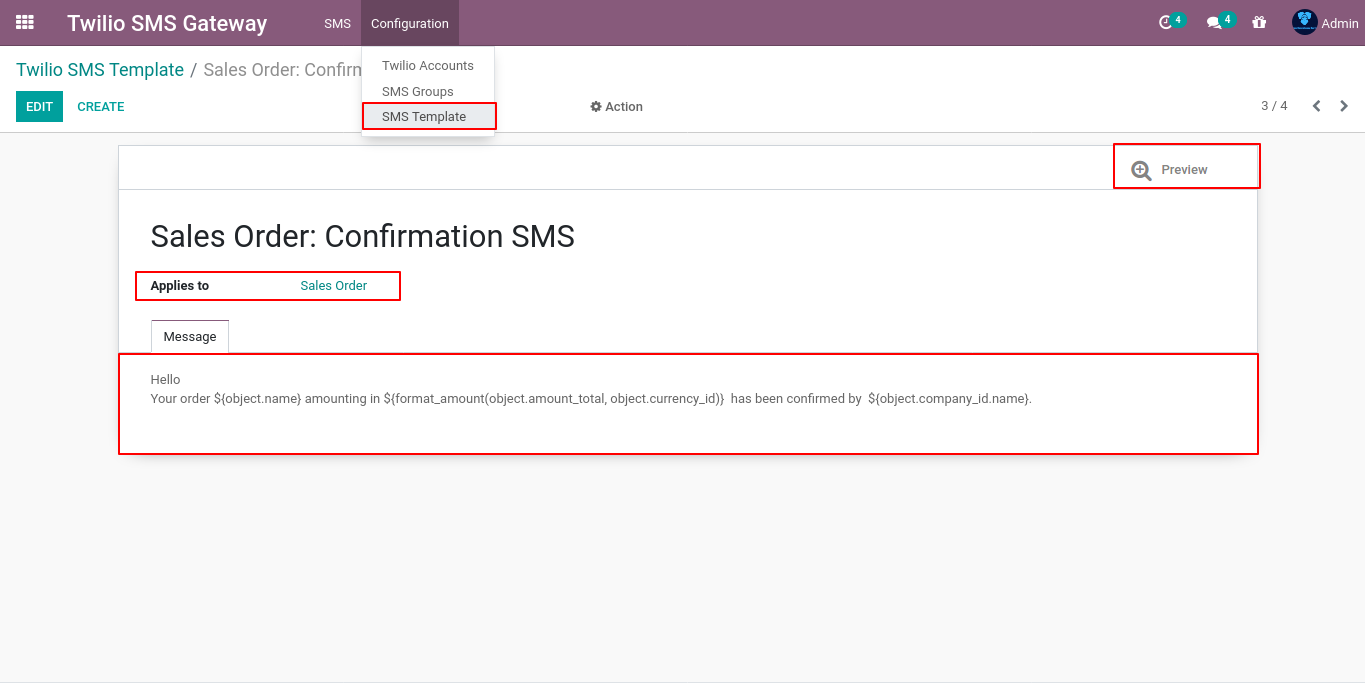 Twilio SMS Gateway SMS Configuration 4 4 Admin
Twilio SMS Template / Sales Order: Confirm
Twilio Accounts
SMS Groups
SMS Template
EDIT CREATE Action 3 / 4
Preview
Sales Order: Confirmation SMS
Applies to Sales Order
Message
Hello
Your order ${object.name} amounting in ${format_amount(object.amount_total, object.currency_id)}  has been confirmed by  ${object.company_id.name}.